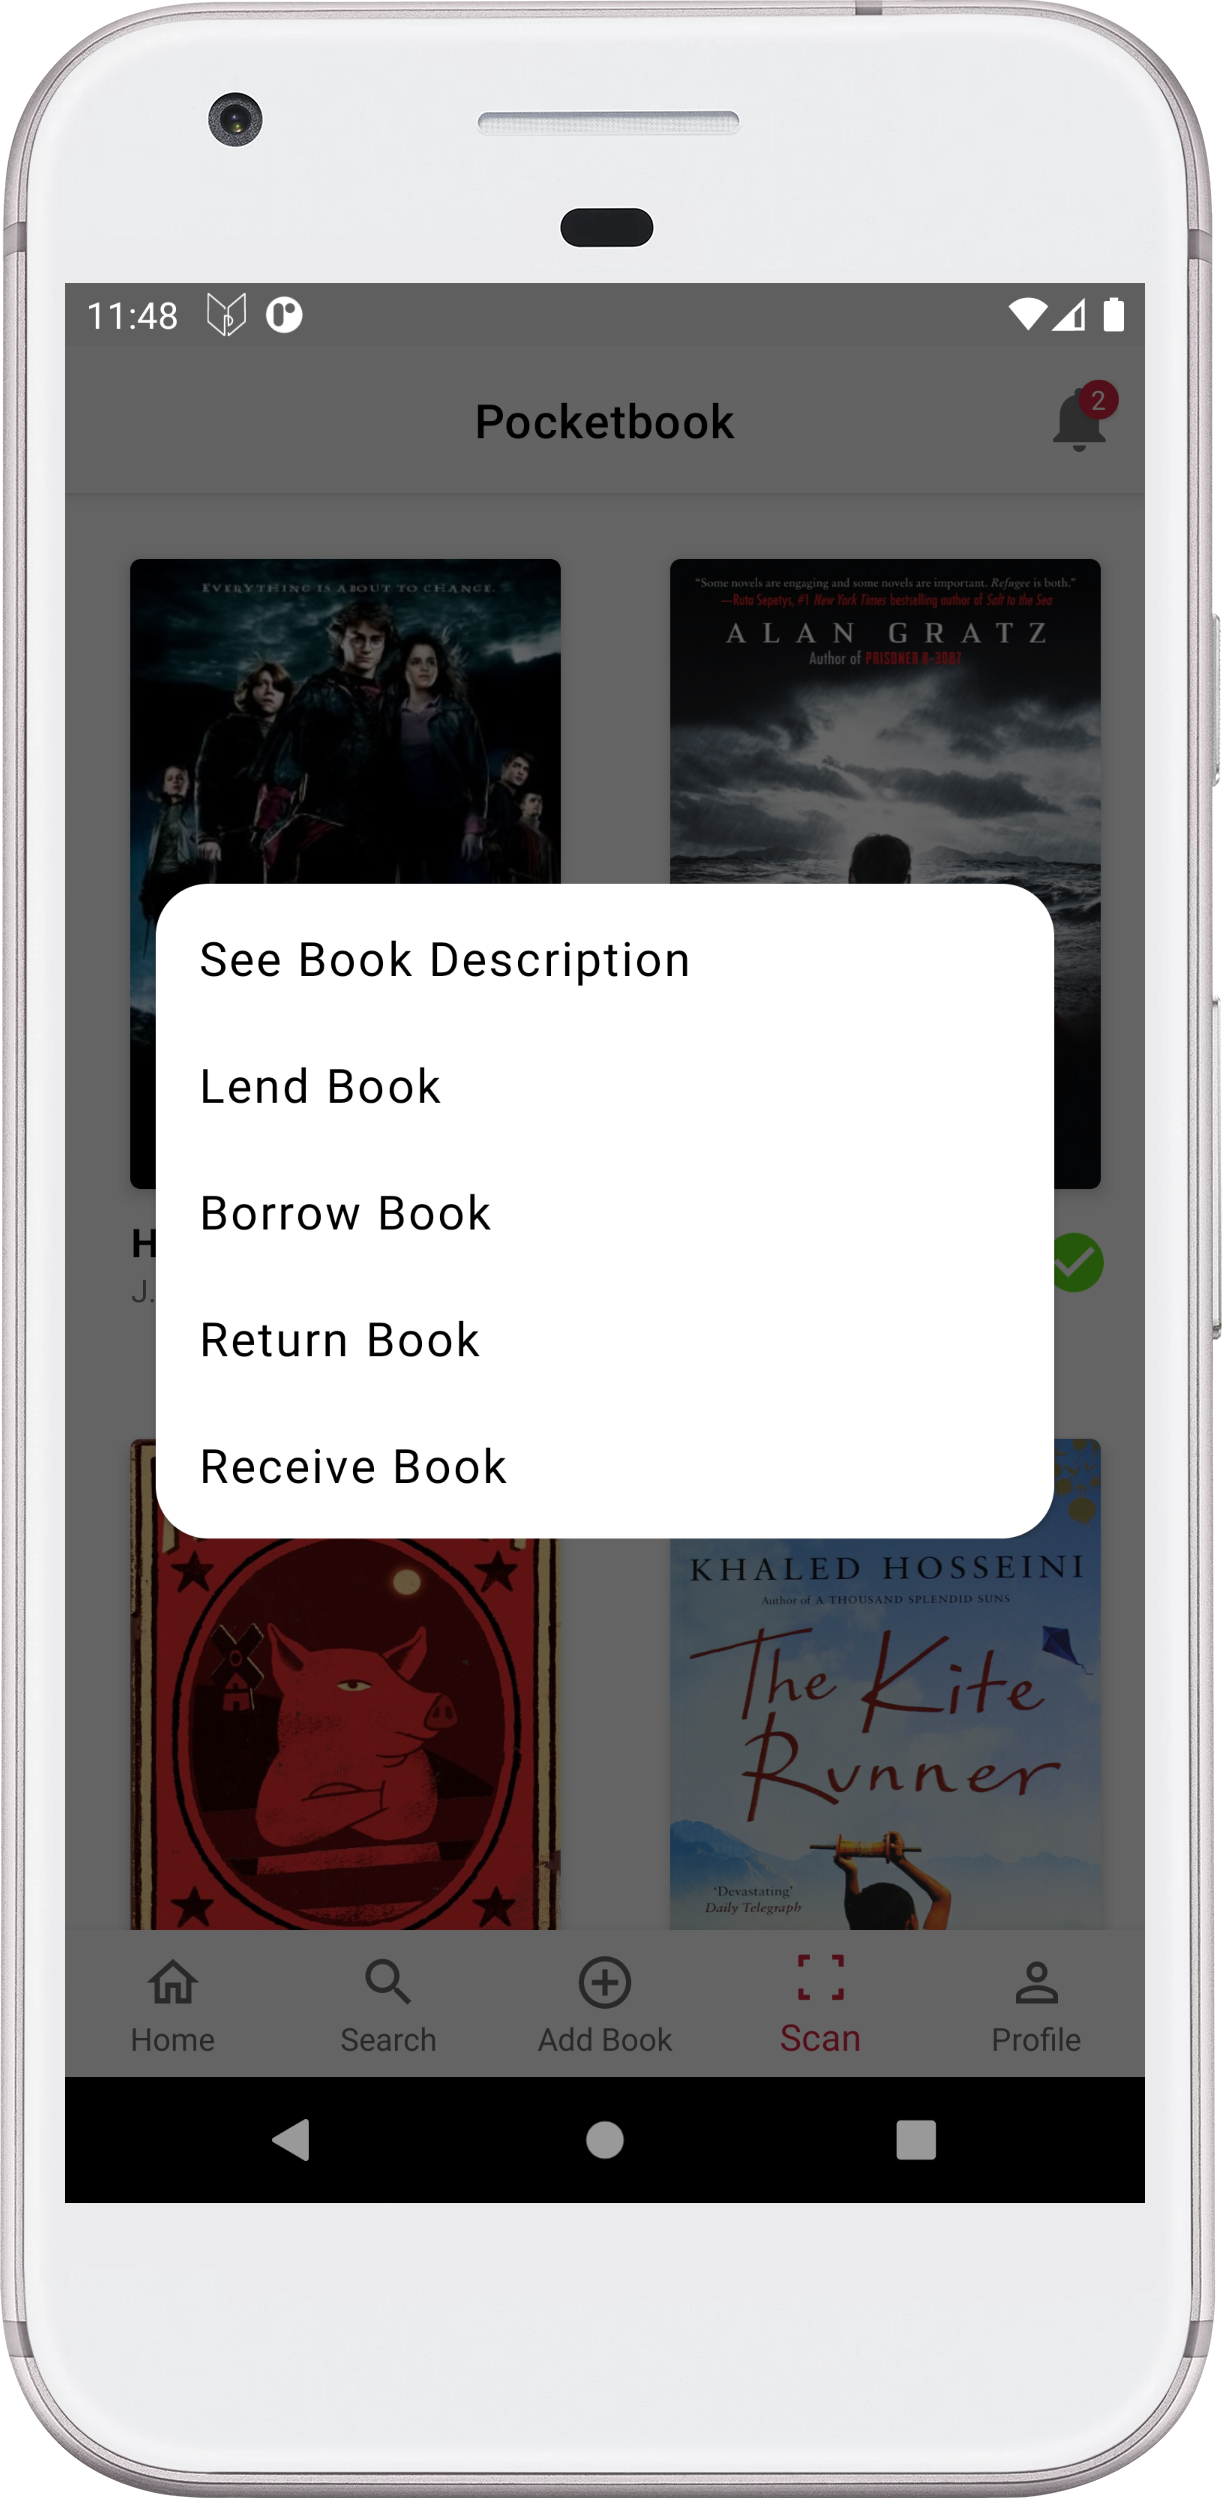 11:48
Pocketbook
2
EVERYTHING IS ABOUT TO CHANGE.
“Some novels are engaging and some novels are important. Refugee is both.”
—Ruta Sepetys, #1 New York Times bestselling author of Salt to the Sea
ALAN GRATZ
Author of PRISONER B-3087
See Book Description
Lend Book
Borrow Book
Return Book
Receive Book
H
J.
KHALED HOSSEINI
Author of A THOUSAND SPLENDID SUNS
The Kite
Runner
‘Devastating’
Daily Telegraph
Home
Search
Add Book
Scan
Profile